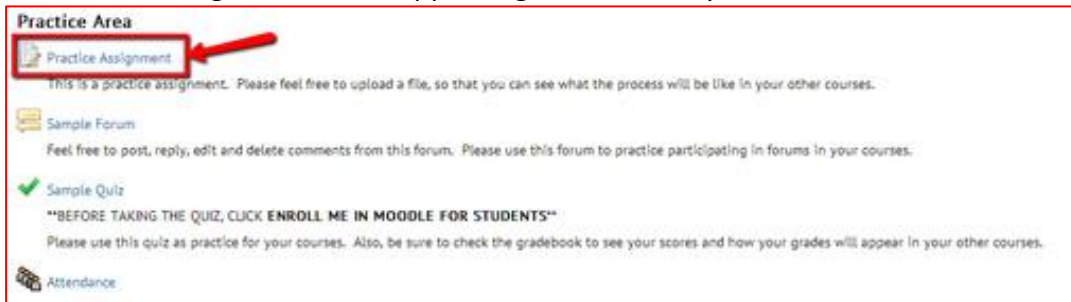 Practice Area
Practice Assignment
This is a practice assignment. Please feel free to upload a file, so that you can see what the process will be like in your other courses.
Sample Forum
Feel free to post, reply, edit and delete comments from this forum. Please use this forum to practice participating in forums in your courses.
Sample Quiz
**BEFORE TAKING THE QUIZ, CLICK ENROLL ME IN MOODLE FOR STUDENTS**
Please use this quiz as practice for your courses. Also, be sure to check the gradebook to see your scores and how your grades will appear in your other courses.
Attendance